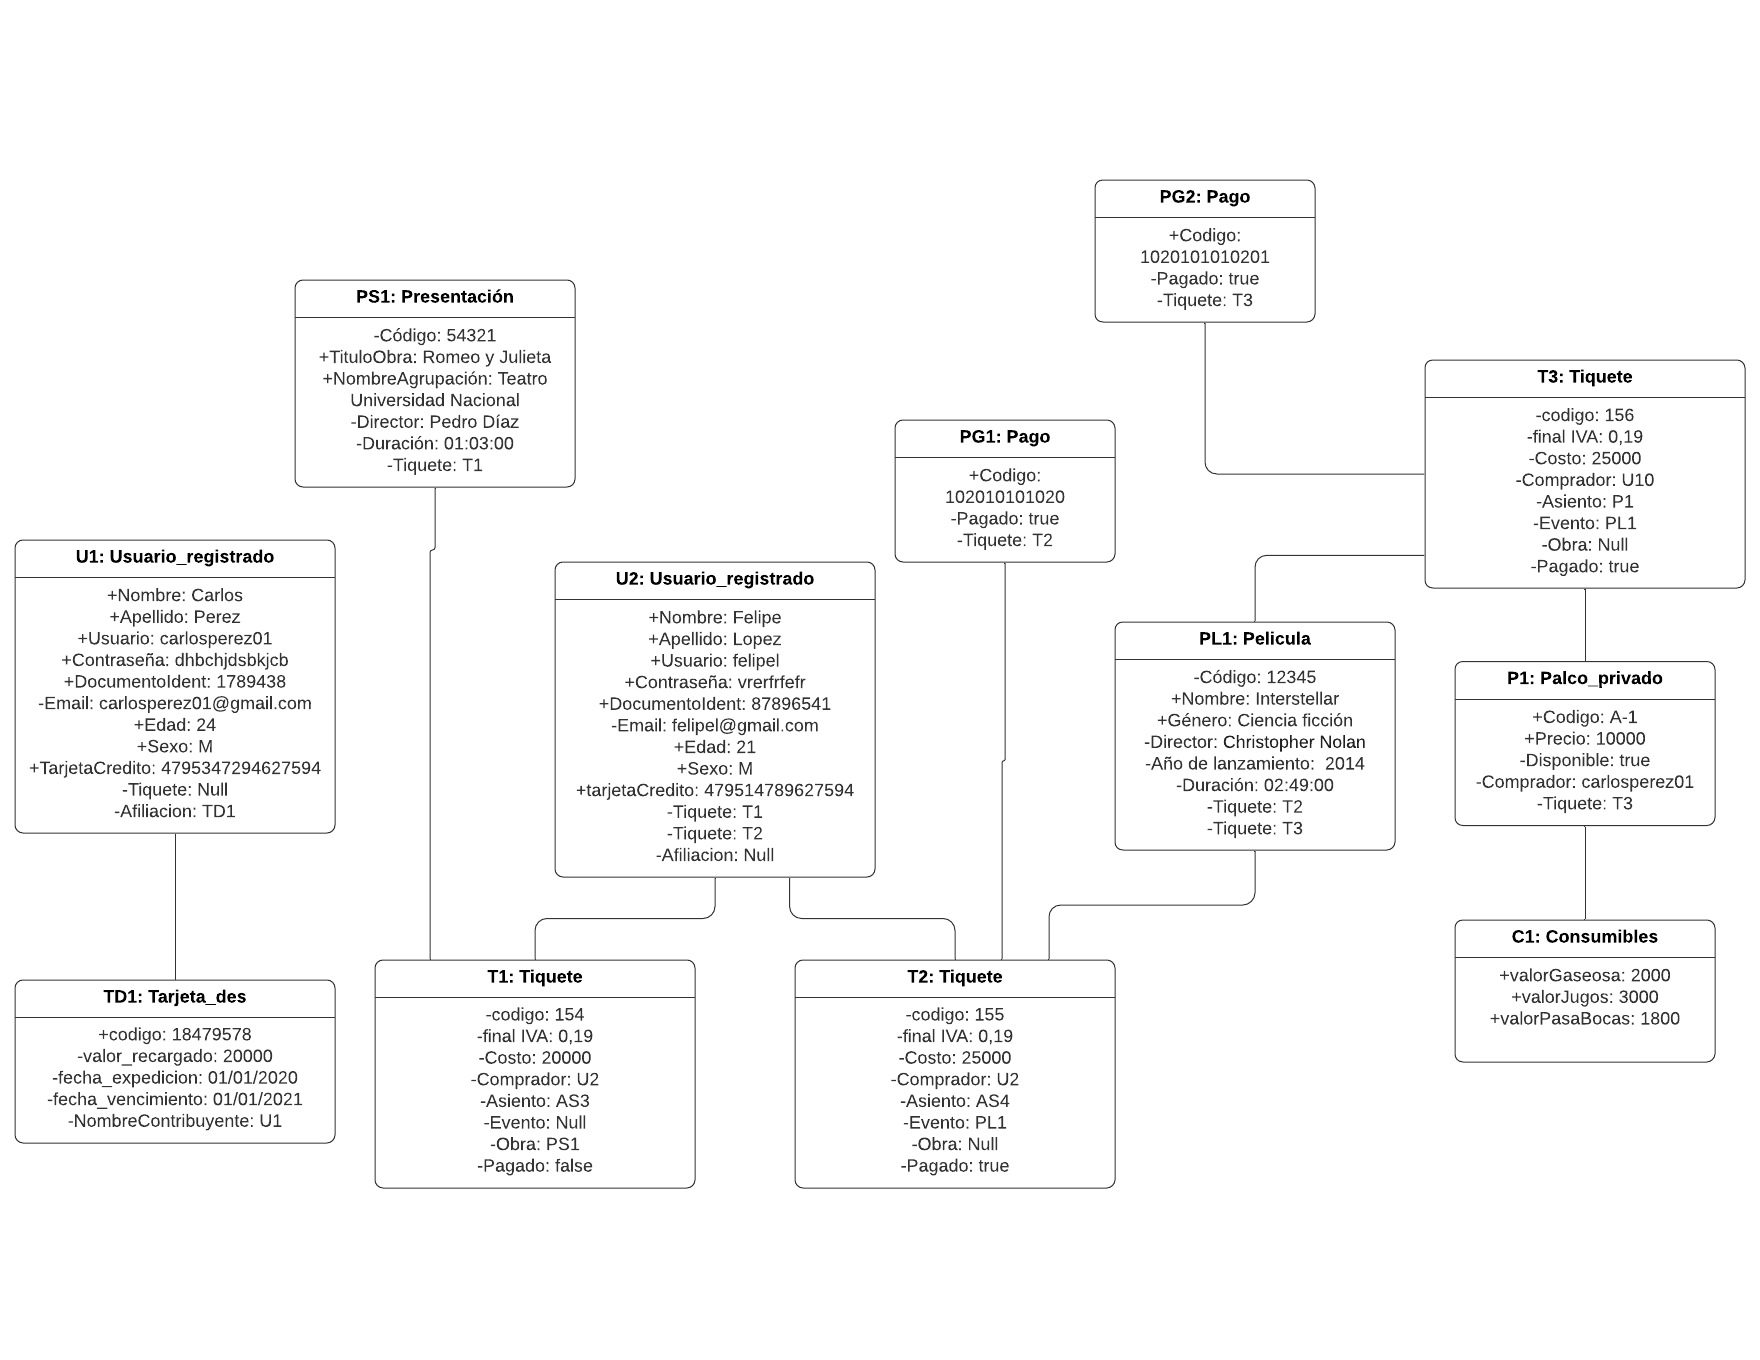 PG2: Pago
+Codigo:
1020101010201
-Pagado: true
-Tiquete: T3
PS1: Presentación
-Código: 54321
+TituloObra: Romeo y Julieta
+NombreAgrupación: Teatro
Universidad Nacional
-Director: Pedro Díaz
-Duración: 01:03:00
-Tiquete: T1
T3: Tiquete
-codigo: 156
-final IVA: 0,19
-Costo: 25000
-Comprador: U10
-Asiento: P1
-Evento: PL1
-Obra: Null
-Pagado: true
PG1: Pago
+Codigo:
102010101020
-Pagado: true
-Tiquete: T2
U1: Usuario_registrado
+Nombre: Carlos
+Apellido: Perez
+Usuario: carlosperez01
+Contraseña: dhbchjdsbkjcb
+DocumentoIdent: 1789438
-Email: carlosperez01@gmail.com
+Edad: 24
+Sexo: M
+TarjetaCredito: 4795347294627594
-Tiquete: Null
-Afiliacion: TD1
U2: Usuario_registrado
+Nombre: Felipe
+Apellido: Lopez
+Usuario: felipel
+Contraseña: vrerfrfefr
+DocumentoIdent: 87896541
-Email: felipel@gmail.com
+Edad: 21
+Sexo: M
+tarjetaCredito: 479514789627594
-Tiquete: T1
-Tiquete: T2
-Afiliacion: Null
PL1: Pelicula
-Código: 12345
+Nombre: Interstellar
+Género: Ciencia ficción
-Director: Christopher Nolan
-Año de lanzamiento: 2014
-Duración: 02:49:00
-Tiquete: T2
-Tiquete: T3
P1: Palco_privado
+Codigo: A-1
+Precio: 10000
-Disponible: true
-Comprador: carlosperez01
-Tiquete: T3
C1: Consumibles
+valorGaseosa: 2000
+valorJugos: 3000
+valorPasaBocas: 1800
TD1: Tarjeta_des
+codigo: 18479578
-valor_recargado: 20000
-fecha_expedicion: 01/01/2020
-fecha_vencimiento: 01/01/2021
-NombreContribuyente: U1
T1: Tiquete
-codigo: 154
-final IVA: 0,19
-Costo: 20000
-Comprador: U2
-Asiento: AS3
-Evento: Null
-Obra: PS1
-Pagado: false
T2: Tiquete
-codigo: 155
-final IVA: 0,19
-Costo: 25000
-Comprador: U2
-Asiento: AS4
-Evento: PL1
-Obra: Null
-Pagado: true